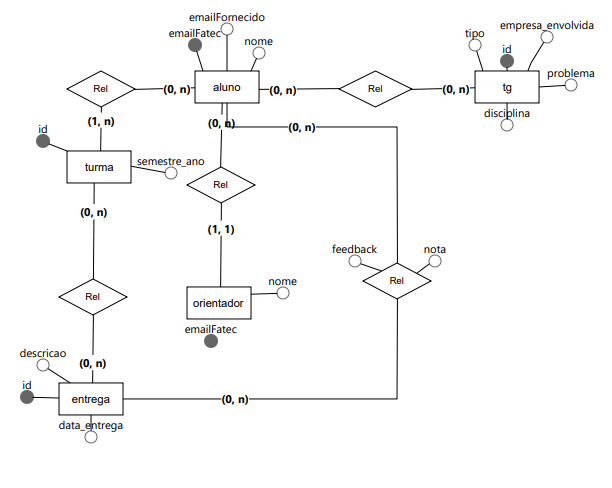 emailFornecido
emailFatec
nome
tipo
empresa_envolvida
id
problema
disciplina
Rel
(0, n)
aluno
(0, n)
Rel
(0, n)
tg
(1, n)
(0, n)
(0, n)
id
turma
semestre_ano
Rel
(0, n)
(1, 1)
feedback
nota
Rel
Rel
orientador
nome
emailFatec
descricao
(0, n)
id
entrega
(0, n)
data_entrega